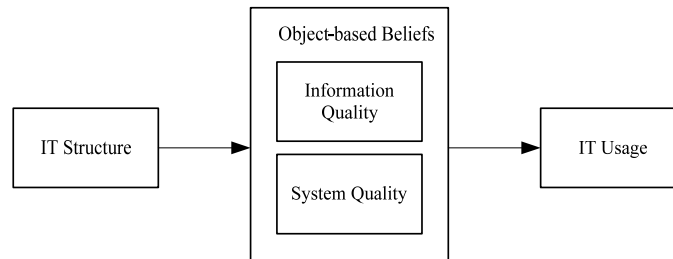 Object-based Beliefs
Information
Quality
IT Structure
IT Usage
System Quality